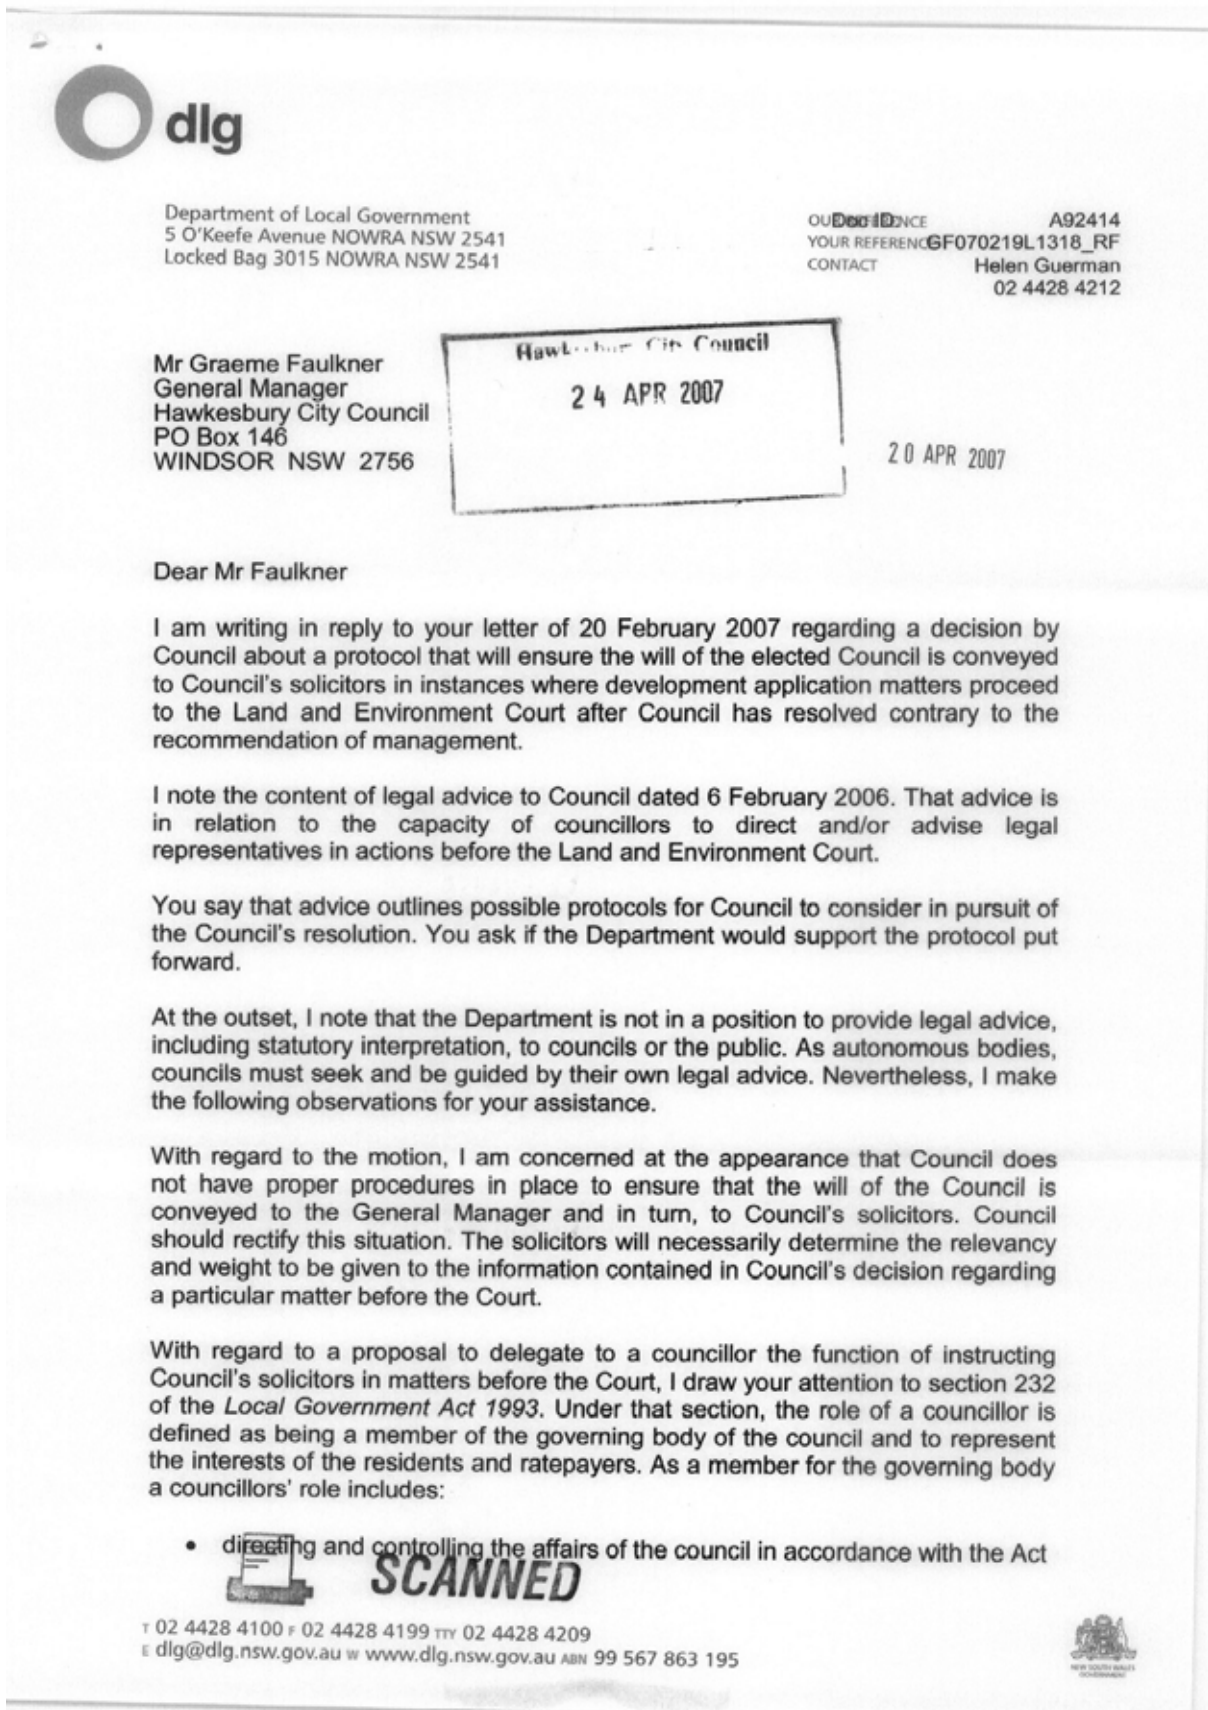 dlg
Department of Local Government
5 O'Keefe Avenue NOWRA NSW 2541
Locked Bag 3015 NOWRA NSW 2541
A92414
YOUR REFERENC GF070219L1318_RF
CONTACT Helen Guerman
02 4428 4212
City Council
24 APR 2007
Mr Graeme Faulkner
General Manager
Hawkesbury City Council
PO Box 146
WINDSOR NSW 2756
20 APR 2007
Dear Mr Faulkner
I am writing in reply to your letter of 20 February 2007 regarding a decision by
Council about a protocol that will ensure the will of the elected Council is conveyed
to Council's solicitors in instances where development application matters proceed
to the Land and Environment Court after Council has resolved contrary to the
recommendation of management.
I note the content of legal advice to Council dated 6 February 2006. That advice is
in relation to the capacity of councillors to direct and/or advise legal
representatives in actions before the Land and Environment Court.
You say that advice outlines possible protocols for Council to consider in pursuit of
the Council's resolution. You ask if the Department would support the protocol put
forward.
At the outset, I note that the Department is not in a position to provide legal advice,
including statutory interpretation, to councils or the public. As autonomous bodies,
councils must seek and be guided by their own legal advice. Nevertheless, I make
the following observations for your assistance.
With regard to the motion, I am concerned at the appearance that Council does
not have proper procedures in place to ensure that the will of the Council is
conveyed to the General Manager and in turn, to Council's solicitors. Council
should rectify this situation. The solicitors will necessarily determine the relevancy
and weight to be given to the information contained in Council's decision regarding
a particular matter before the Court.
With regard to a proposal to delegate to a councillor the function of instructing
Council's solicitors in matters before the Court, I draw your attention to section 232
of the Local Government Act 1993. Under that section, the role of a councillor is
defined as being a member of the governing body of the council and to represent
the interests of the residents and ratepayers. As a member for the governing body
a councillors' role includes:
• directing and controlling the affairs of the council in accordance with the Act
SCANNED
T 02 4428 4100 F 02 4428 4199 TTY 02 4428 4209
E dlg@dlg.nsw.gov.au W www.dlg.nsw.gov.au ABN 99 567 863 195
NEW SOUTH WALES
GOVERNMENT